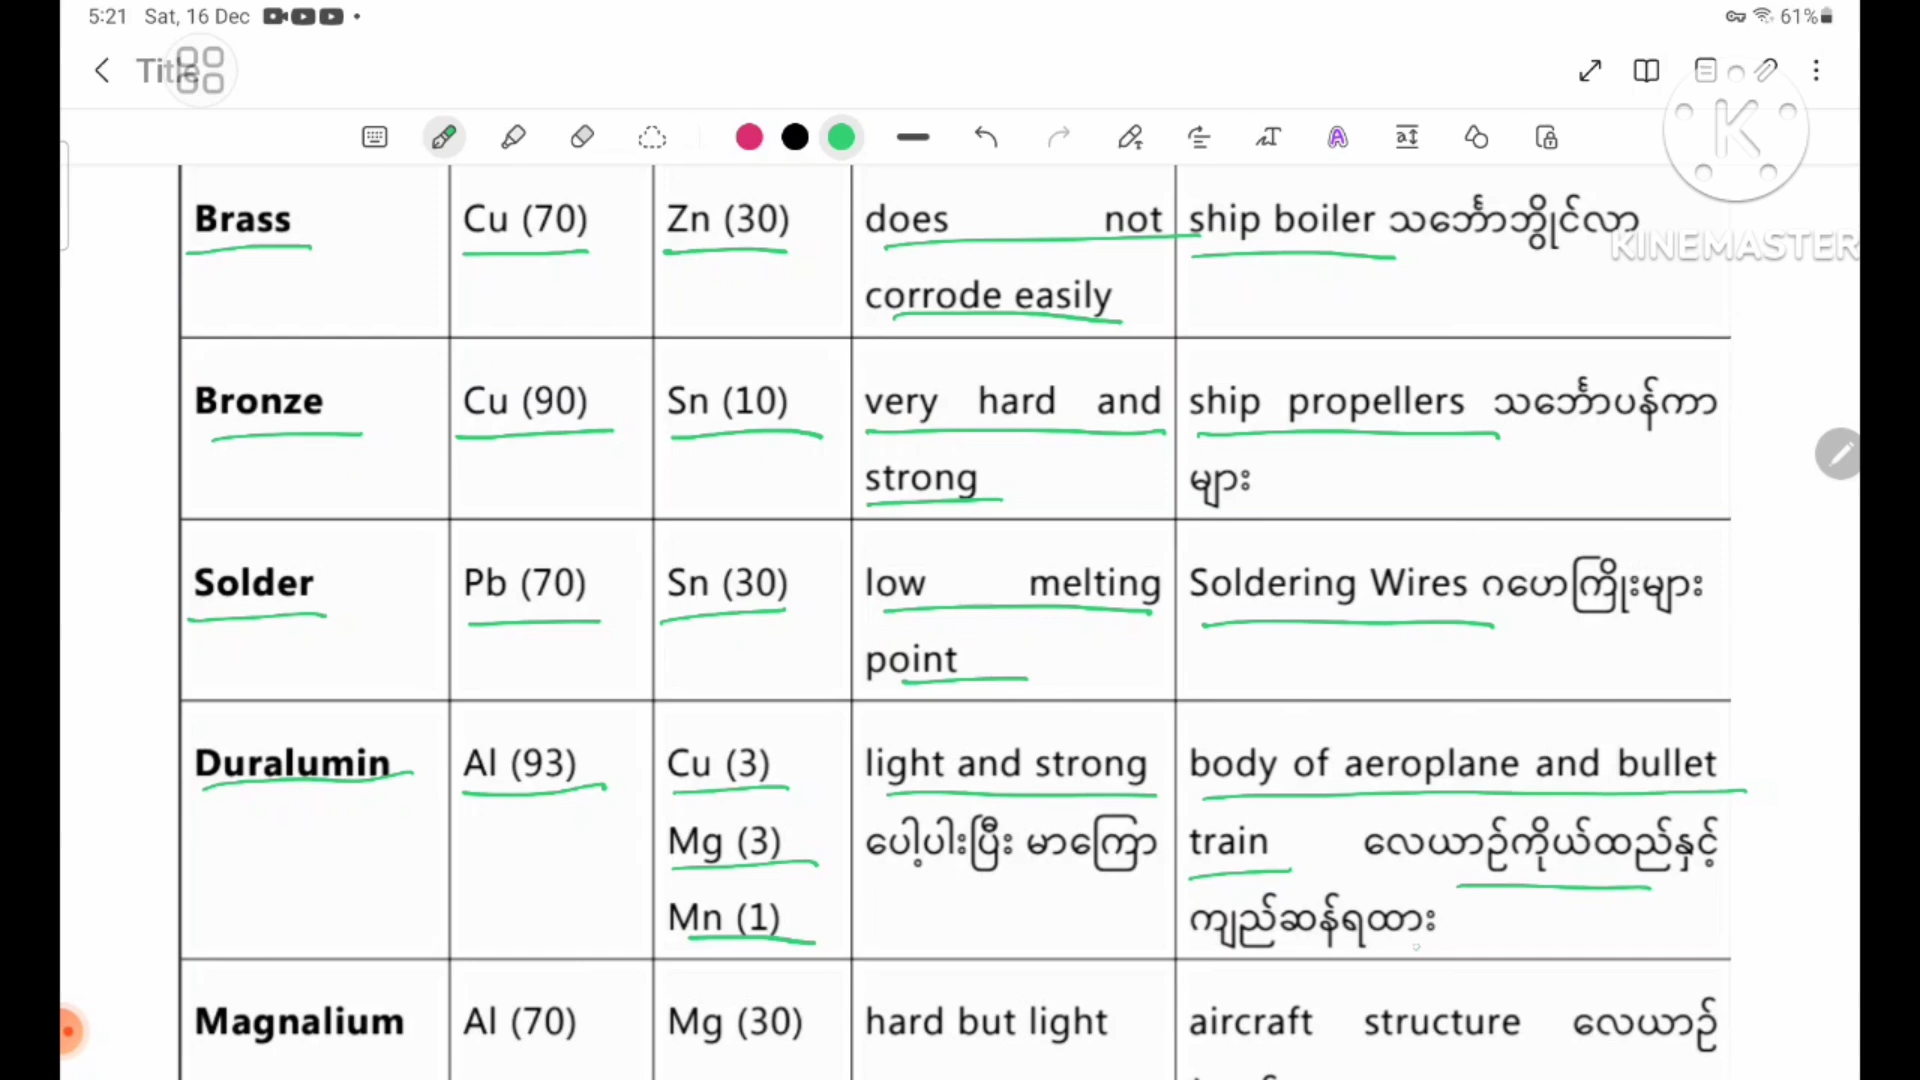 5:21 Sat, 16 Dec
61%
Title
K
KINEMASTER
Brass Cu (70) Zn (30) does not ship boiler သင်္ဘောဘွိုင်လာ
corrode easily
Bronze Cu (90) Sn (10) very hard and ship propellers သင်္ဘောပန်ကာ
strong များ
Solder Pb (70) Sn (30) low melting Soldering Wires ဂဟေကြိုးများ
point
Duralumin Al (93) Cu (3) light and strong body of aeroplane and bullet
Mg (3) ပေါ့ပါးပြီး မာကြော train လေယာဉ်ကိုယ်ထည်နှင့်
Mn (1) ကျည်ဆန်ရထား
Magnalium Al (70) Mg (30) hard but light aircraft structure လေယာဉ်